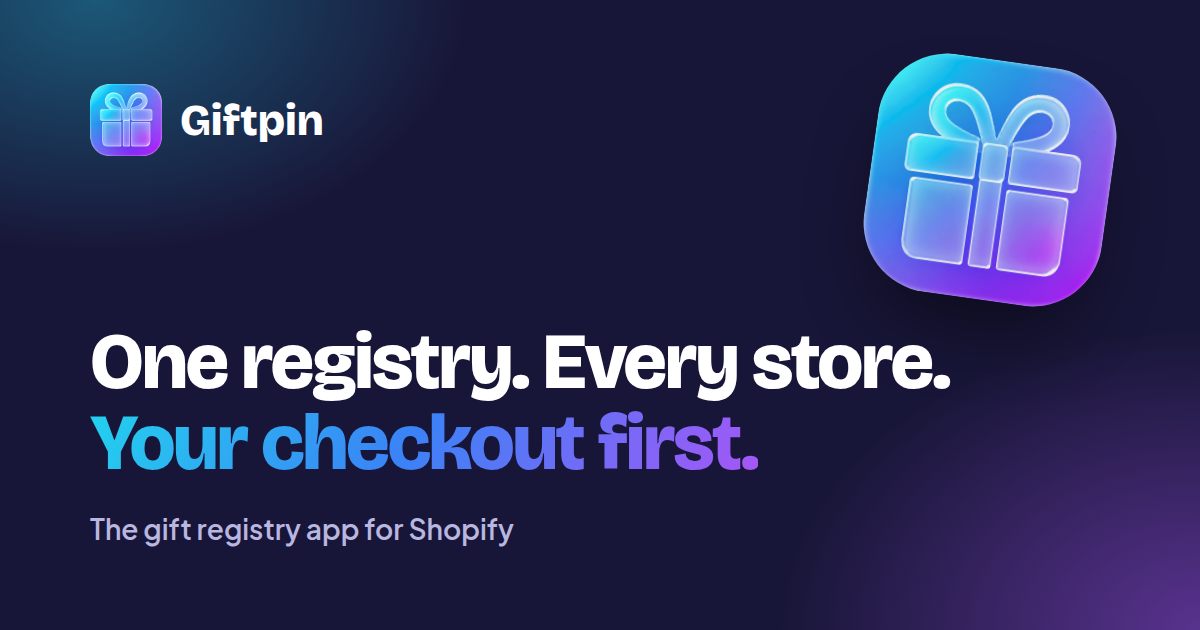 Giftpin
One registry. Every store.
Your checkout first.
The gift registry app for Shopify